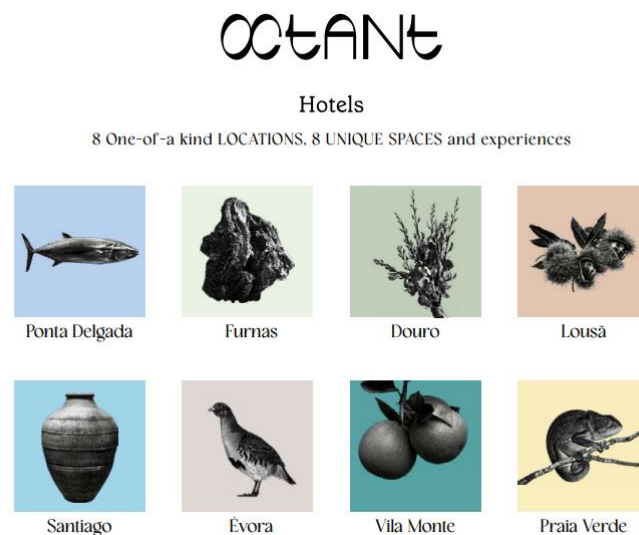 OCTANT
Hotels
8 One-of-a kind LOCATIONS, 8 UNIQUE SPACES and experiences
Ponta Delgada
Furnas
Douro
Lousã
Santiago
Évora
Vila Monte
Praia Verde